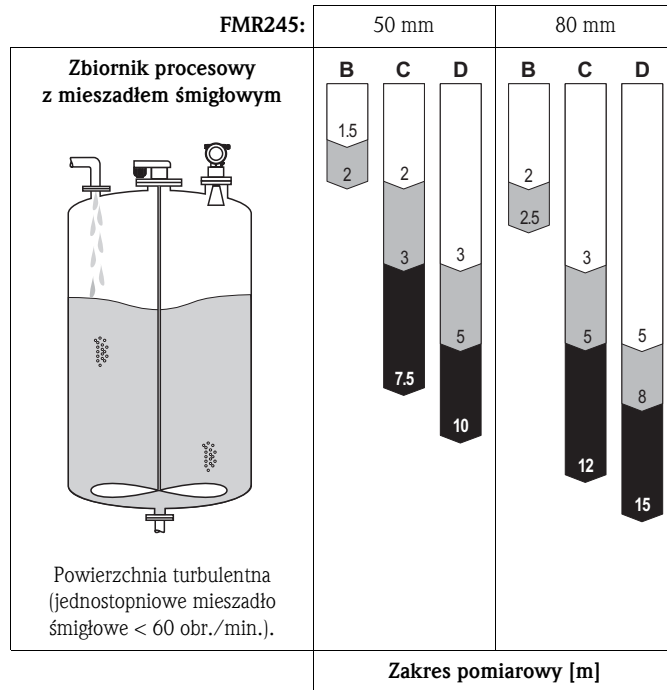 FMR245: 50 mm 80 mm
Zbiornik procesowy
z mieszadłem śmigłowym
B C D B C D
1.5
2 2 2
2.5
3 3 3
5 5 5
7.5 8
10
12
15
Powierzchnia turbulentna
(jednostopniowe mieszadło
śmigłowe < 60 obr./min.).
Zakres pomiarowy [m]